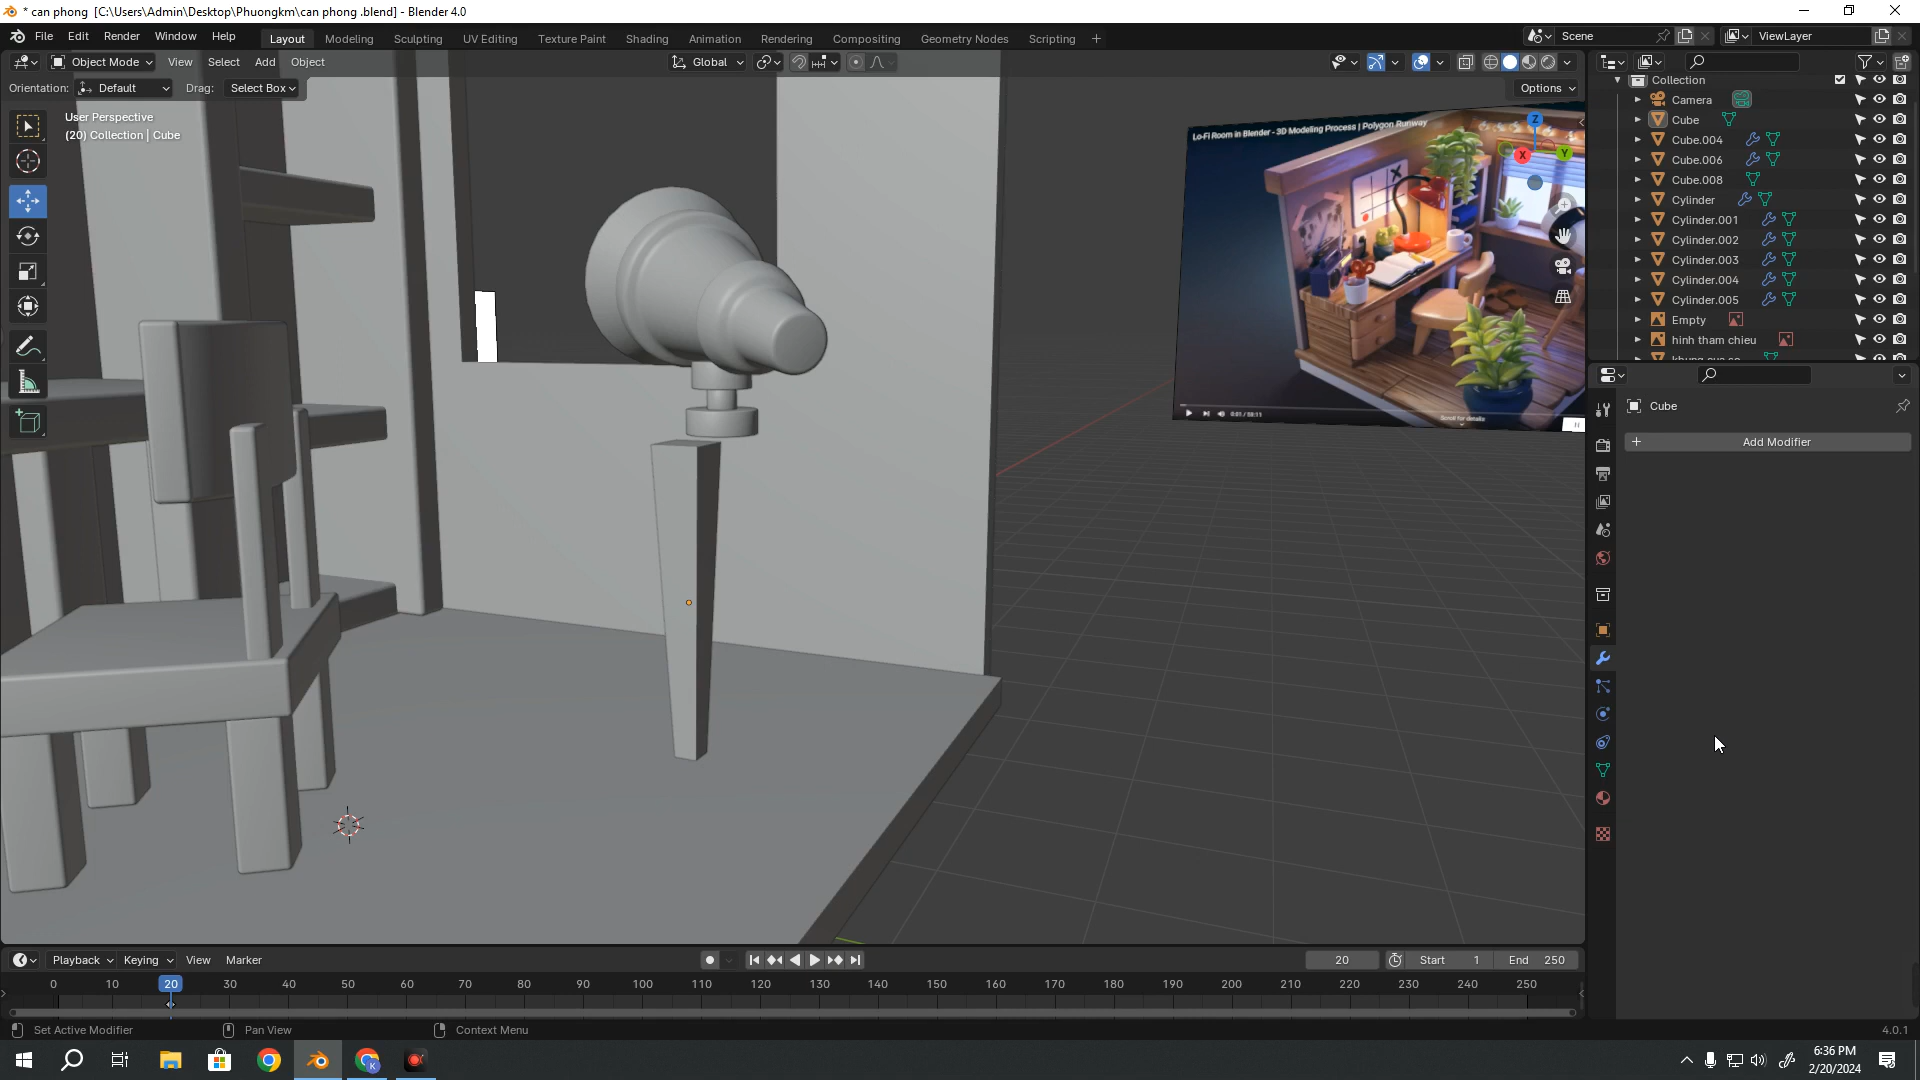 * can phong  [C:\Users\Admin\Desktop\Phuongkm\can phong .blend] - Blender 4.0
File Edit Render Window Help
Layout Modeling Sculpting UV Editing Texture Paint Shading Animation Rendering Compositing Geometry Nodes Scripting +
Scene
ViewLayer
Object Mode View Select Add Object
Global
Orientation: Default Drag: Select Box
Options
User Perspective
(20) Collection | Cube
Lo-Fi Room in Blender - 3D Modeling Process | Polygon Runway
Z
X
Y
Scroll for details
Collection
Camera
Cube
Cube.004
Cube.006
Cube.008
Cylinder
Cylinder.001
Cylinder.002
Cylinder.003
Cylinder.004
Cylinder.005
Empty
hinh tham chieu
khung cua so
Cube
+ Add Modifier
Playback Keying View Marker
20 Start 1 End 250
0 10 20 30 40 50 60 70 80 90 100 110 120 130 140 150 160 170 180 190 200 210 220 230 240 250
Set Active Modifier Pan View Context Menu
4.0.1
K
6:36 PM
2/20/2024